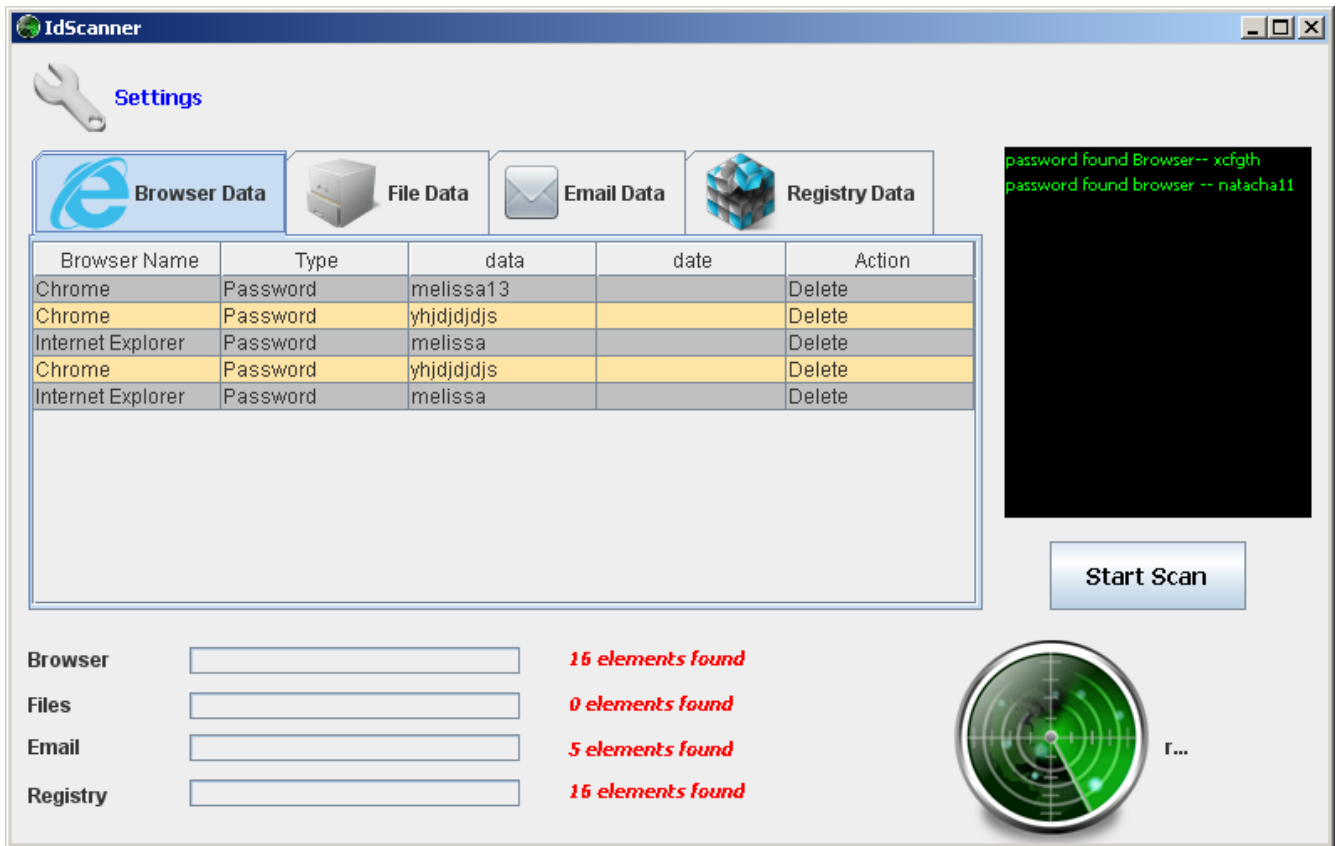 IdScanner
Settings
Browser Data File Data Email Data Registry Data
password found Browser-- xcfgth
password found browser -- natacha11
Browser Name Type data date Action
Chrome Password melissa13 Delete
Chrome Password yhjdjdjdjs Delete
Internet Explorer Password melissa Delete
Chrome Password yhjdjdjdjs Delete
Internet Explorer Password melissa Delete
Start Scan
Browser 16 elements found
Files 0 elements found
Email 5 elements found
Registry 16 elements found
r...